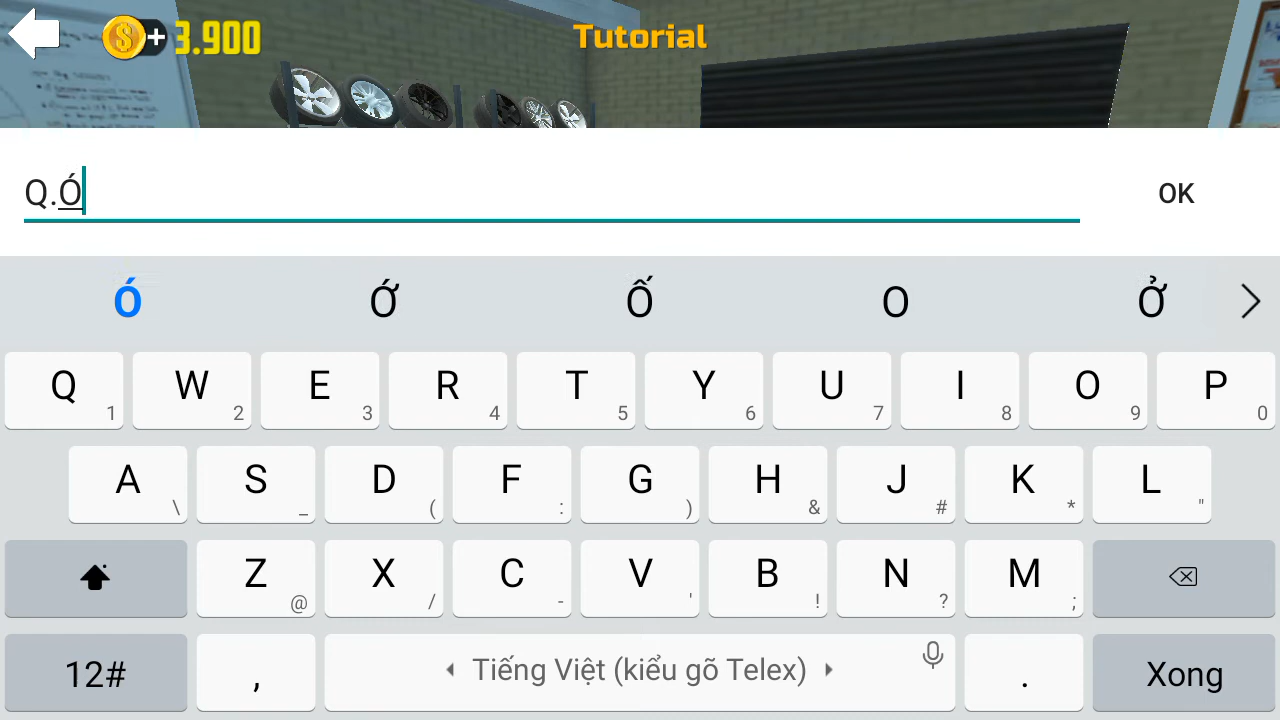 + 3.900
Tutorial
Q.Ó
OK
Ó Ớ Ố O Ở
Q 1 W 2 E 3 R 4 T 5 Y 6 U 7 I 8 O 9 P 0
A \ S _ D ( F : G ) H & J # K * L "
Z @ X / C - V ' B ! N ? M ;
12# , Tiếng Việt (kiểu gõ Telex) . Xong